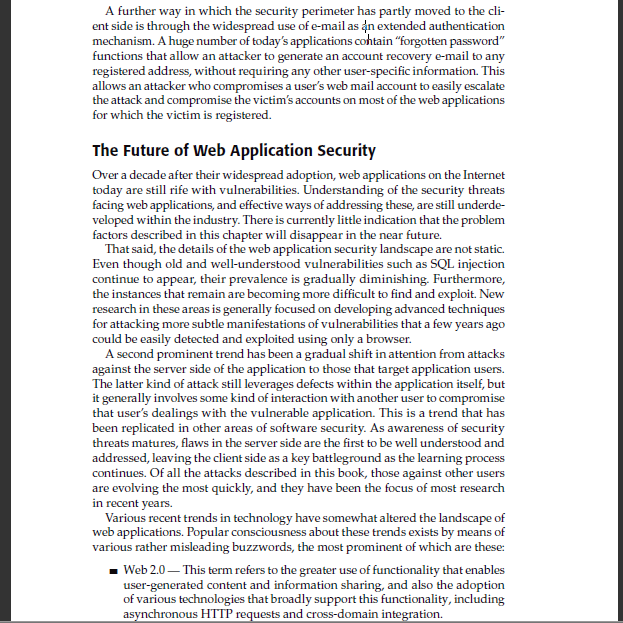 A further way in which the security perimeter has partly moved to the cli-
ent side is through the widespread use of e-mail as an extended authentication
mechanism. A huge number of today’s applications contain “forgotten password”
functions that allow an attacker to generate an account recovery e-mail to any
registered address, without requiring any other user-specific information. This
allows an attacker who compromises a user’s web mail account to easily escalate
the attack and compromise the victim’s accounts on most of the web applications
for which the victim is registered.
The Future of Web Application Security
Over a decade after their widespread adoption, web applications on the Internet
today are still rife with vulnerabilities. Understanding of the security threats
facing web applications, and effective ways of addressing these, are still underde-
veloped within the industry. There is currently little indication that the problem
factors described in this chapter will disappear in the near future.
That said, the details of the web application security landscape are not static.
Even though old and well-understood vulnerabilities such as SQL injection
continue to appear, their prevalence is gradually diminishing. Furthermore,
the instances that remain are becoming more difficult to find and exploit. New
research in these areas is generally focused on developing advanced techniques
for attacking more subtle manifestations of vulnerabilities that a few years ago
could be easily detected and exploited using only a browser.
A second prominent trend has been a gradual shift in attention from attacks
against the server side of the application to those that target application users.
The latter kind of attack still leverages defects within the application itself, but
it generally involves some kind of interaction with another user to compromise
that user’s dealings with the vulnerable application. This is a trend that has
been replicated in other areas of software security. As awareness of security
threats matures, flaws in the server side are the first to be well understood and
addressed, leaving the client side as a key battleground as the learning process
continues. Of all the attacks described in this book, those against other users
are evolving the most quickly, and they have been the focus of most research
in recent years.
Various recent trends in technology have somewhat altered the landscape of
web applications. Popular consciousness about these trends exists by means of
various rather misleading buzzwords, the most prominent of which are these:
■ Web 2.0 — This term refers to the greater use of functionality that enables
user-generated content and information sharing, and also the adoption
of various technologies that broadly support this functionality, including
asynchronous HTTP requests and cross-domain integration.